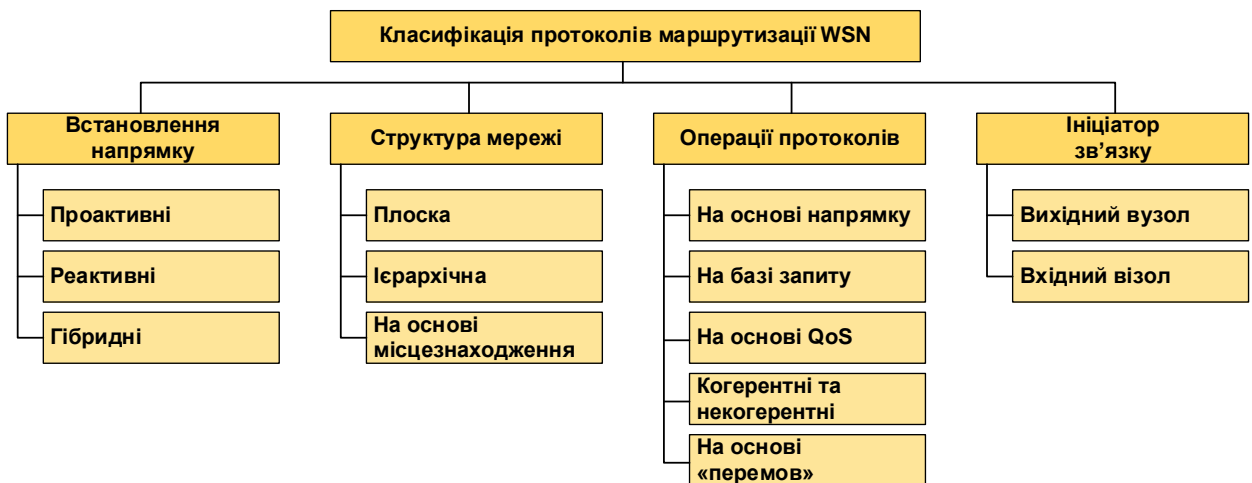 Класифікація протоколів маршрутизації WSN
Встановлення
напрямку
Проактивні
Реактивні
Гібридні
Структура мережі
Плоска
Ієрархічна
На основі
місцезнаходження
Операції протоколів
На основі напрямку
На базі запиту
На основі QoS
Когерентні та
некогерентні
На основі
«перемов»
Ініціатор
зв’язку
Вихідний вузол
Вхідний візол